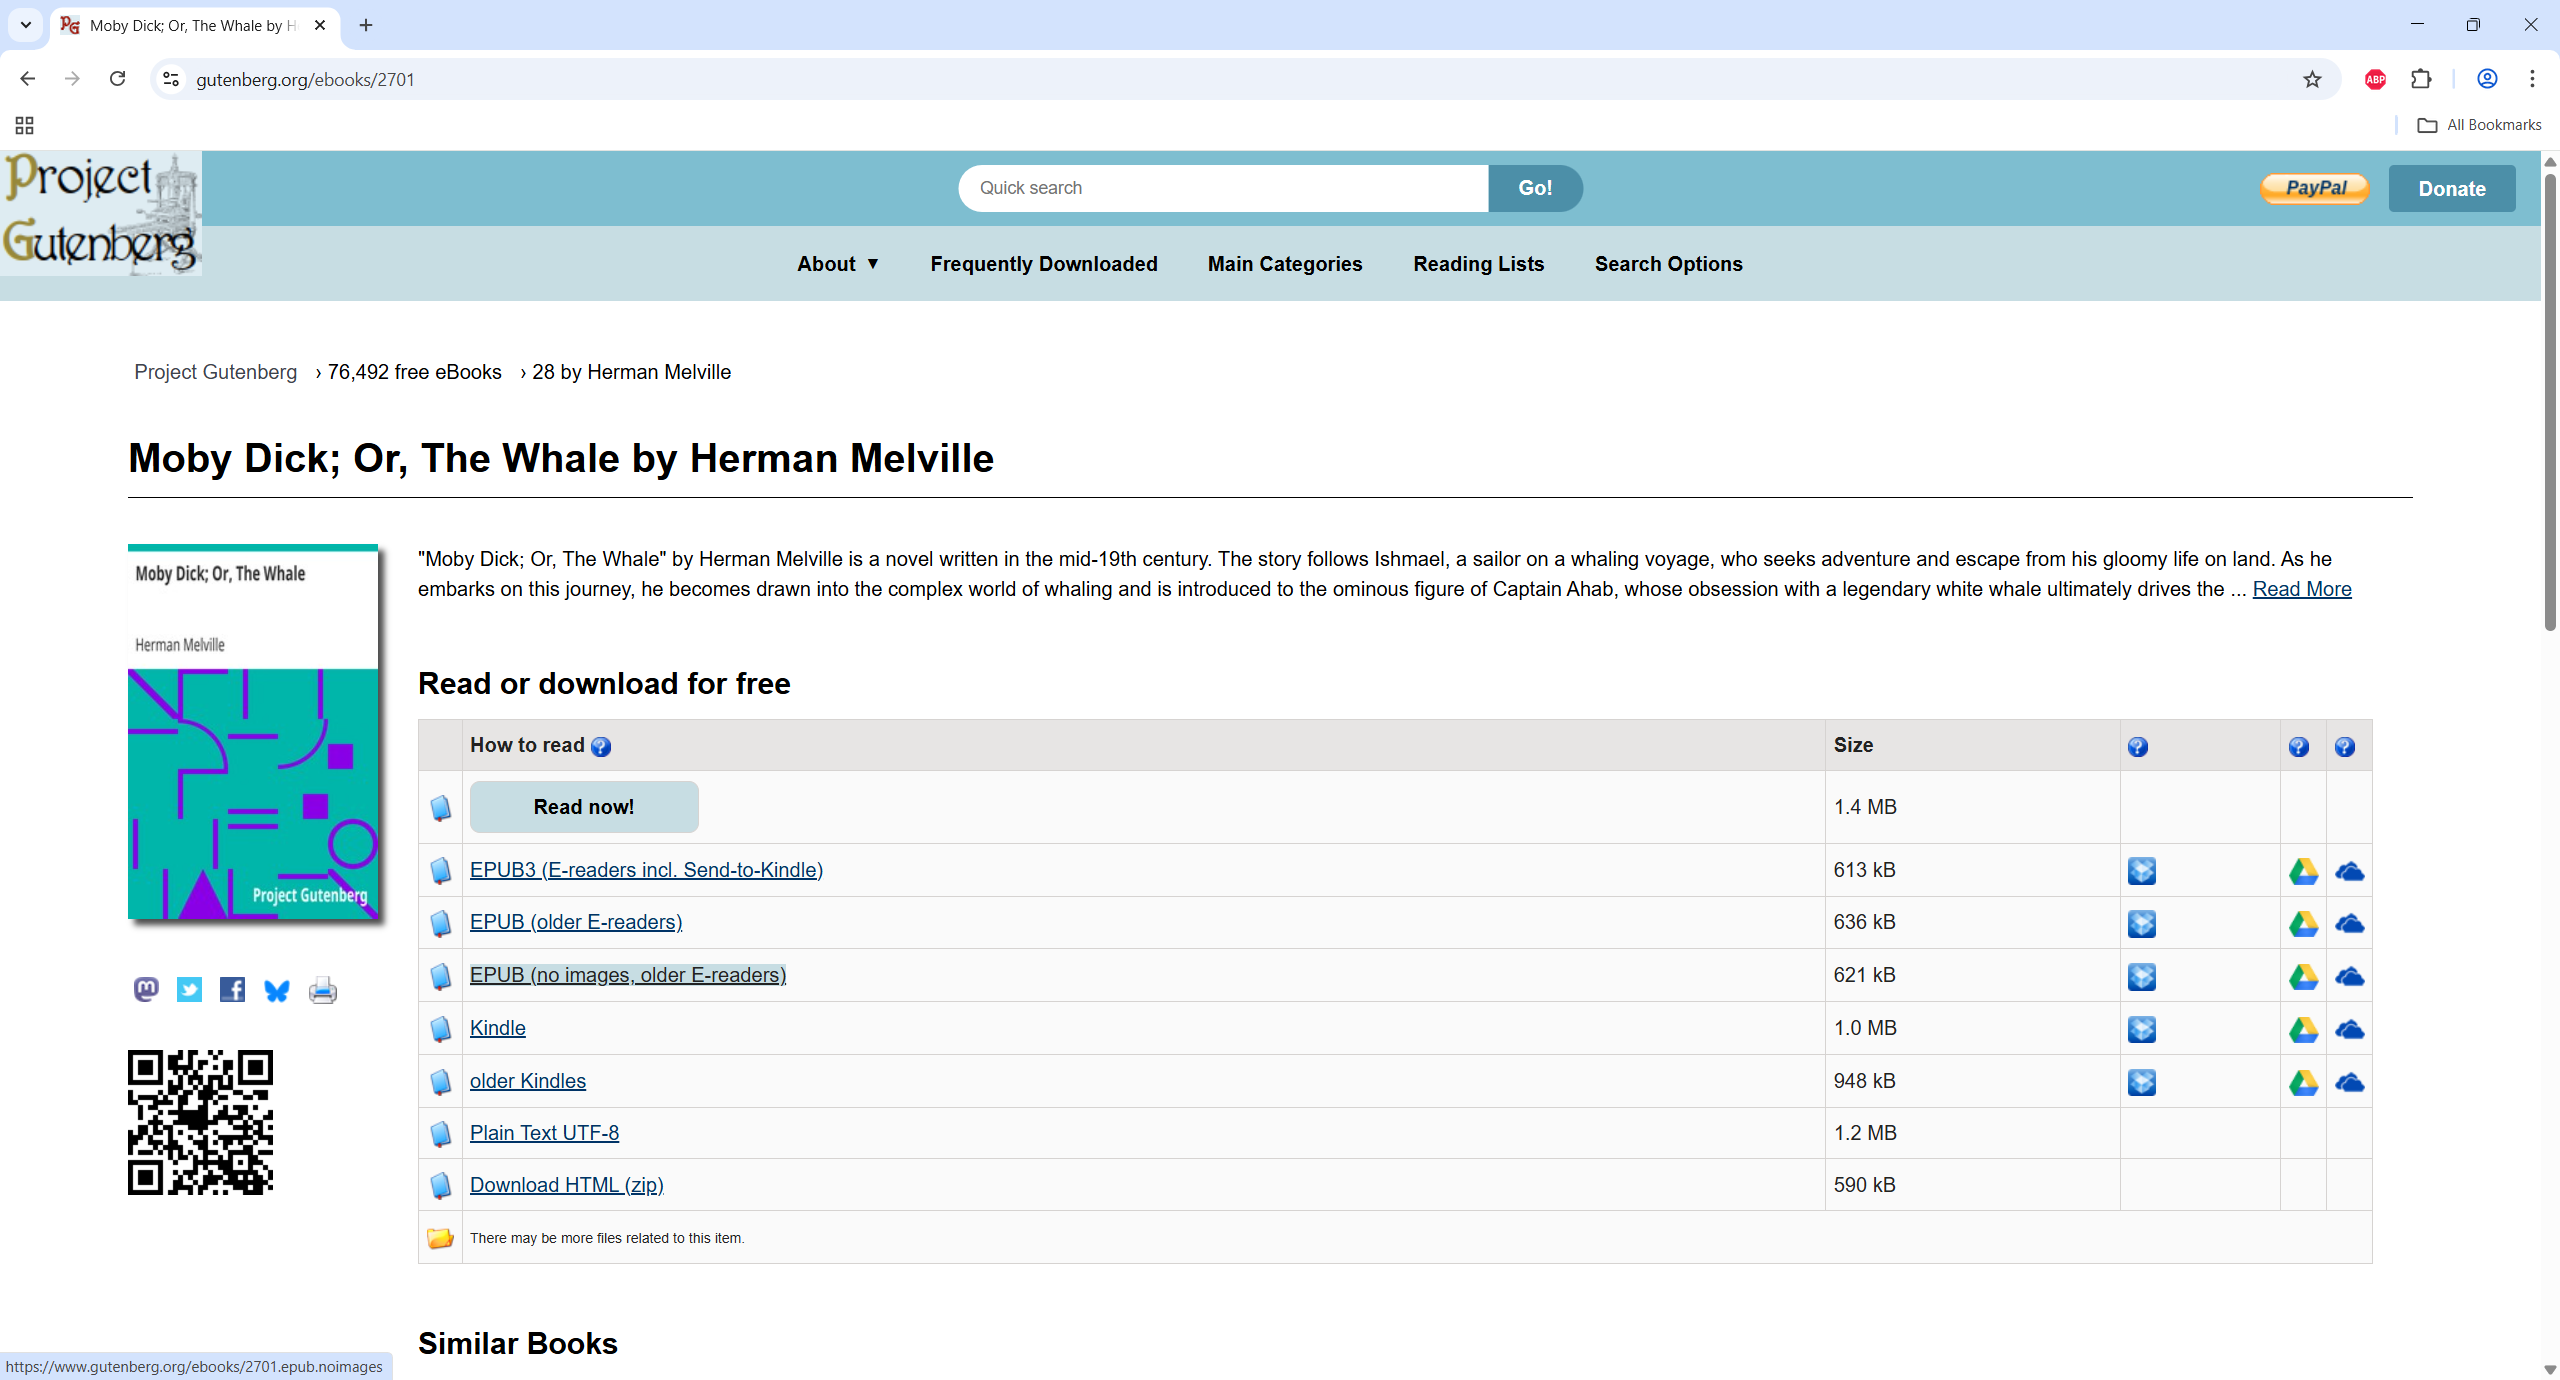 Moby Dick; Or, The Whale by H
gutenberg.org/ebooks/2701
ABP
All Bookmarks
Project
Gutenberg
Quick search Go! PayPal Donate
About ▼ Frequently Downloaded Main Categories Reading Lists Search Options
Project Gutenberg › 76,492 free eBooks › 28 by Herman Melville
Moby Dick; Or, The Whale by Herman Melville
Moby Dick; Or, The Whale
Herman Melville
Project Gutenberg
"Moby Dick; Or, The Whale" by Herman Melville is a novel written in the mid-19th century. The story follows Ishmael, a sailor on a whaling voyage, who seeks adventure and escape from his gloomy life on land. As he
embarks on this journey, he becomes drawn into the complex world of whaling and is introduced to the ominous figure of Captain Ahab, whose obsession with a legendary white whale ultimately drives the ... Read More
Read or download for free
How to read ? Size ? ? ?
Read now! 1.4 MB
EPUB3 (E-readers incl. Send-to-Kindle) 613 kB
EPUB (older E-readers) 636 kB
EPUB (no images, older E-readers) 621 kB
Kindle 1.0 MB
older Kindles 948 kB
Plain Text UTF-8 1.2 MB
Download HTML (zip) 590 kB
There may be more files related to this item.
Similar Books
https://www.gutenberg.org/ebooks/2701.epub.noimages